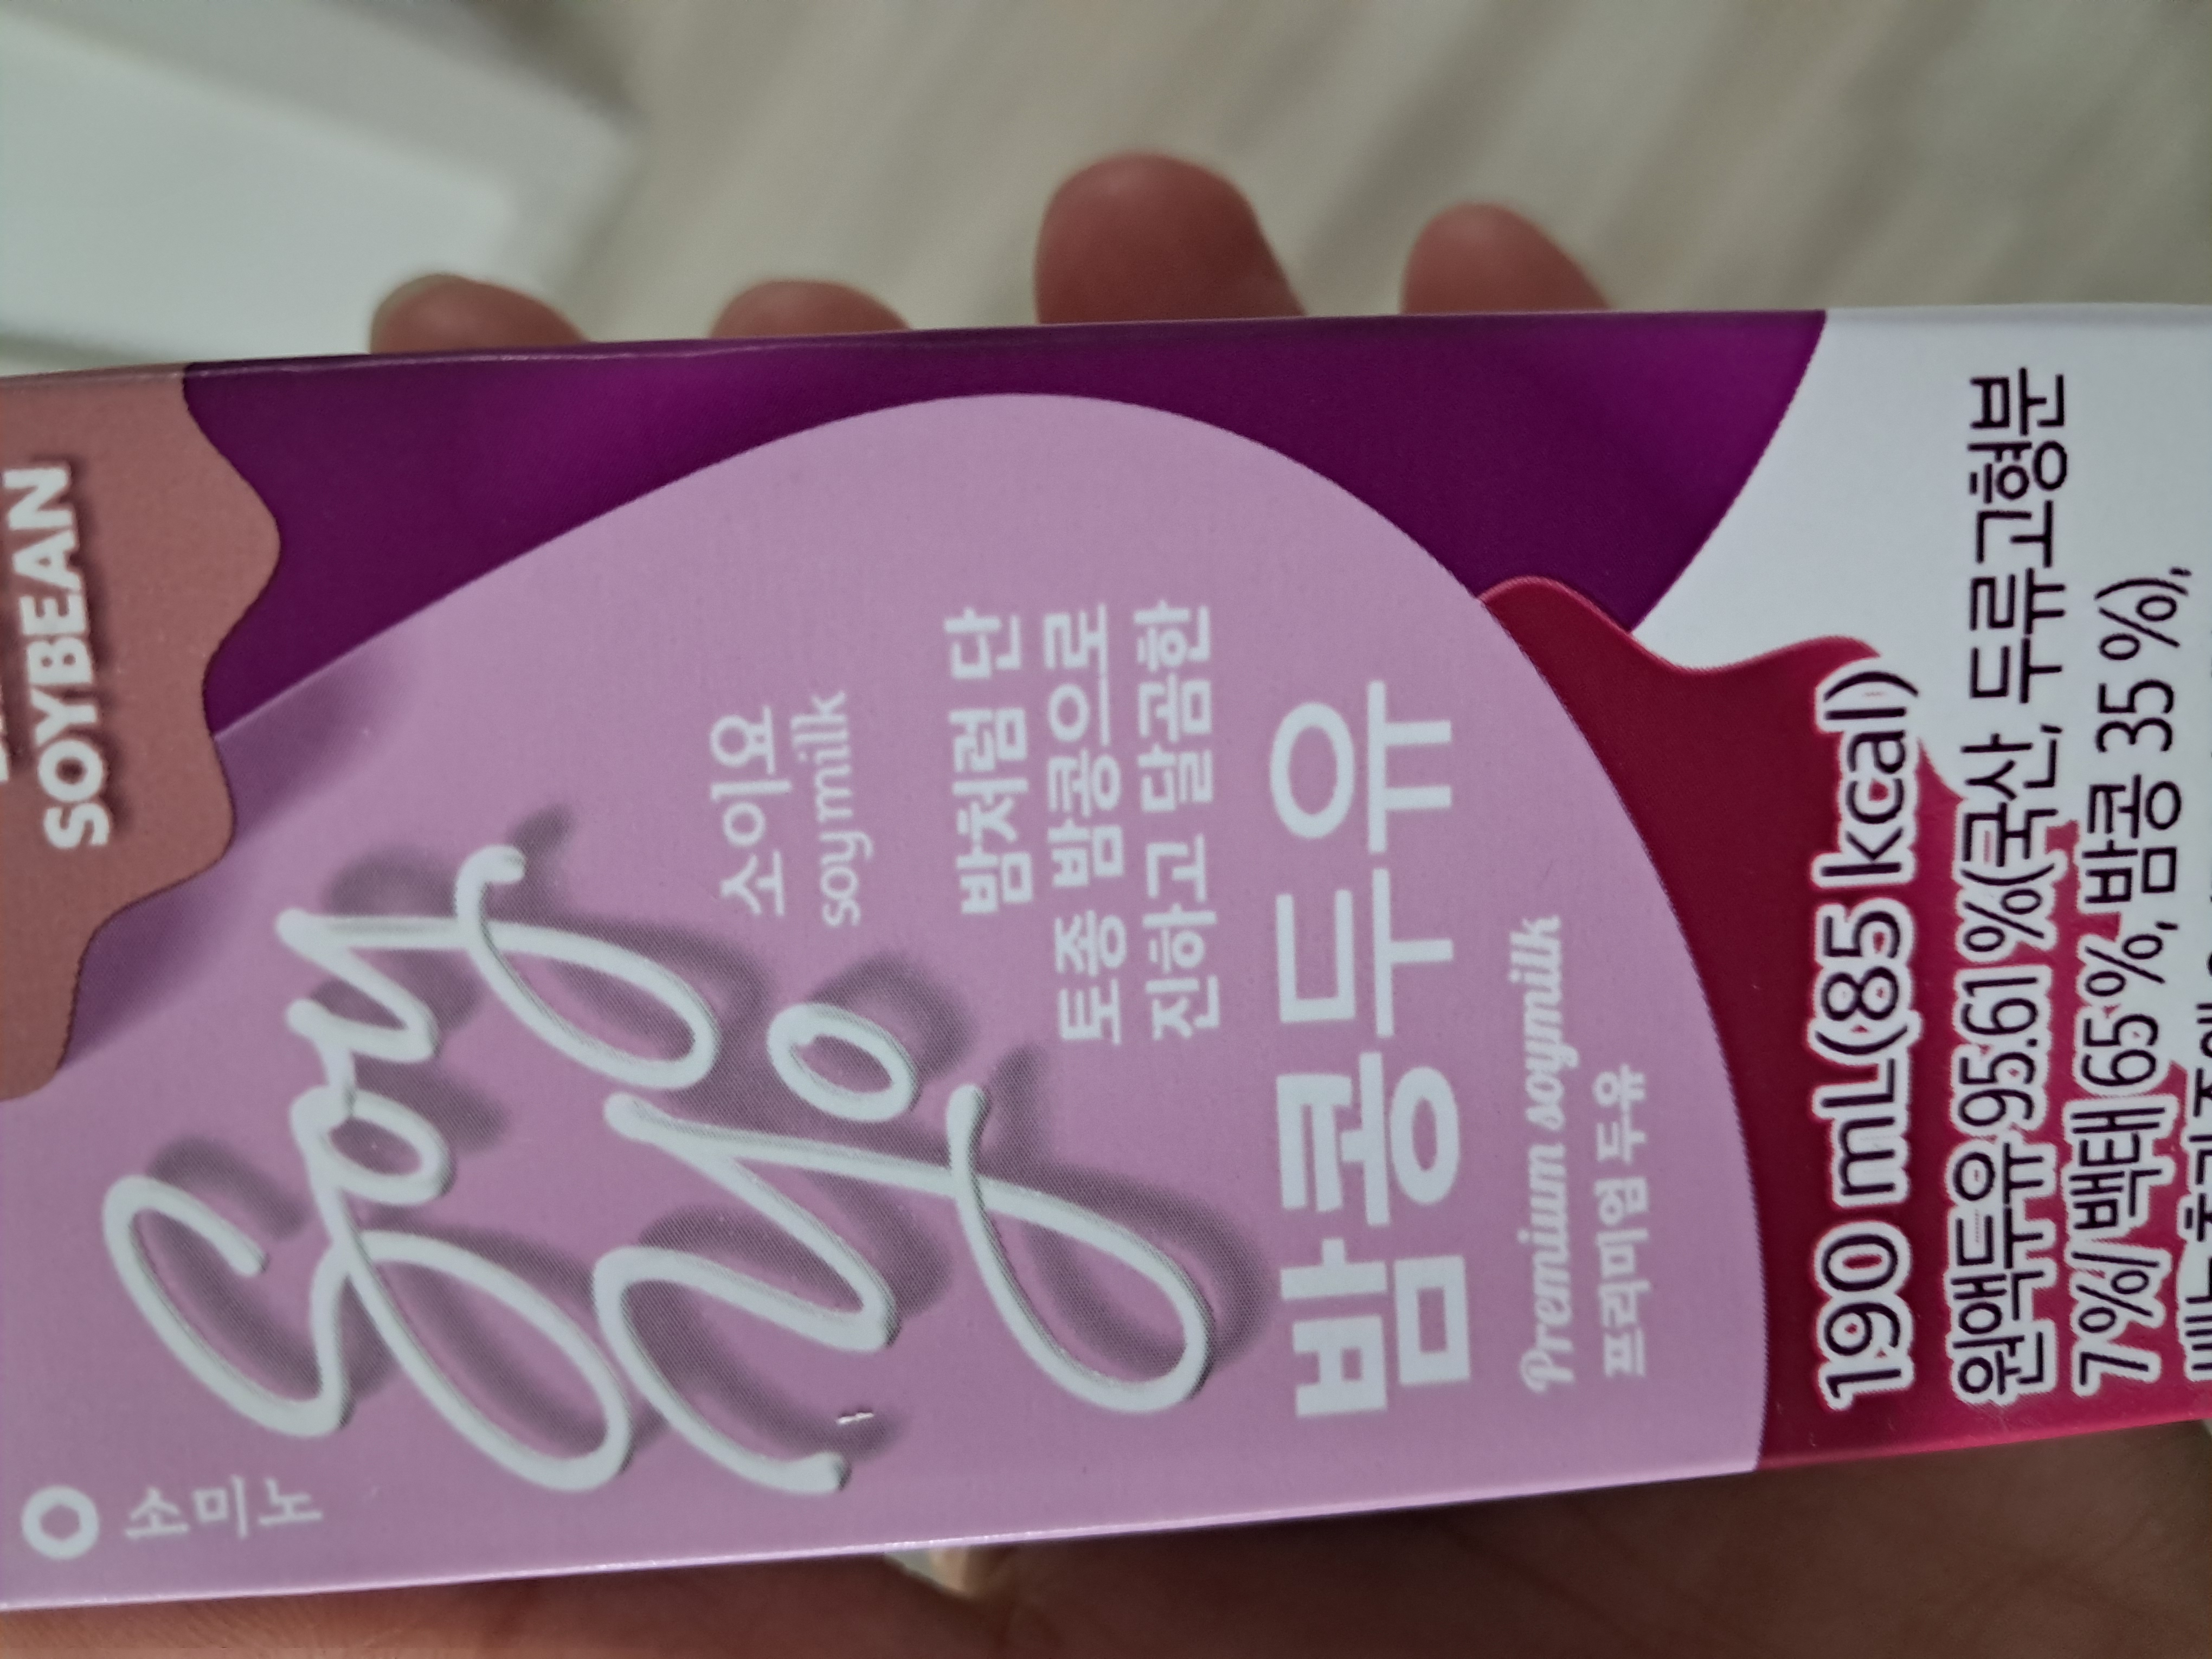 SOYBEAN
소미노
Soy
Yo
소이요
soymilk
밤처럼 단
토종 밤콩으로
진하고 달곰한
밤콩두유
Premium soymilk
프리미엄 두유
190 mL(85 kcal)
원액두유 95.61 %(국산, 두류고형분
7 %/백태 65 %, 밤콩 35 %),